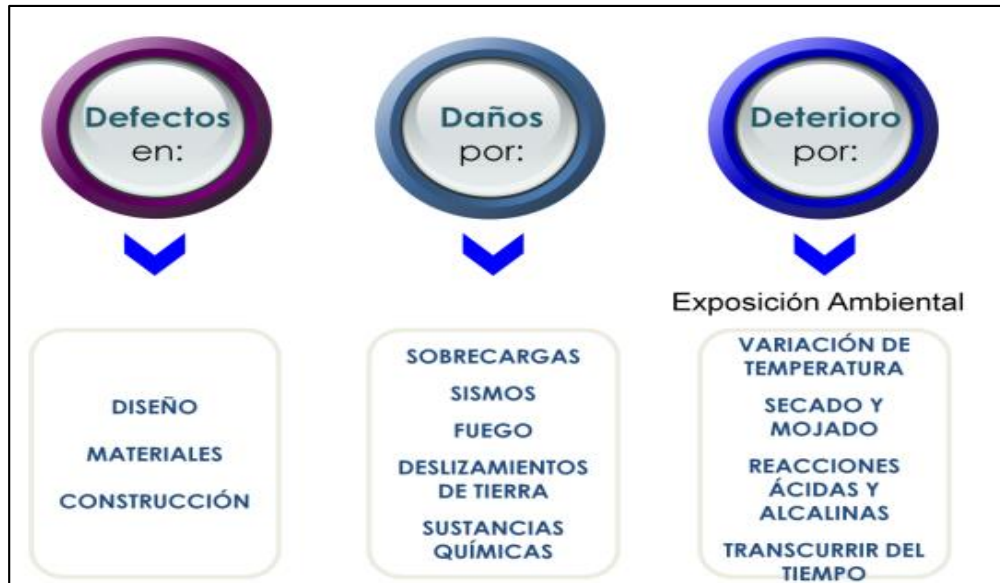 Defectos
en:
DISEÑO
MATERIALES
CONSTRUCCIÓN
Daños
por:
SOBRECARGAS
SISMOS
FUEGO
DESLIZAMIENTOS
DE TIERRA
SUSTANCIAS
QUÍMICAS
Deterioro
por:
Exposición Ambiental
VARIACIÓN DE
TEMPERATURA
SECADO Y
MOJADO
REACCIONES
ÁCIDAS Y
ALCALINAS
TRANSCURRIR DEL
TIEMPO